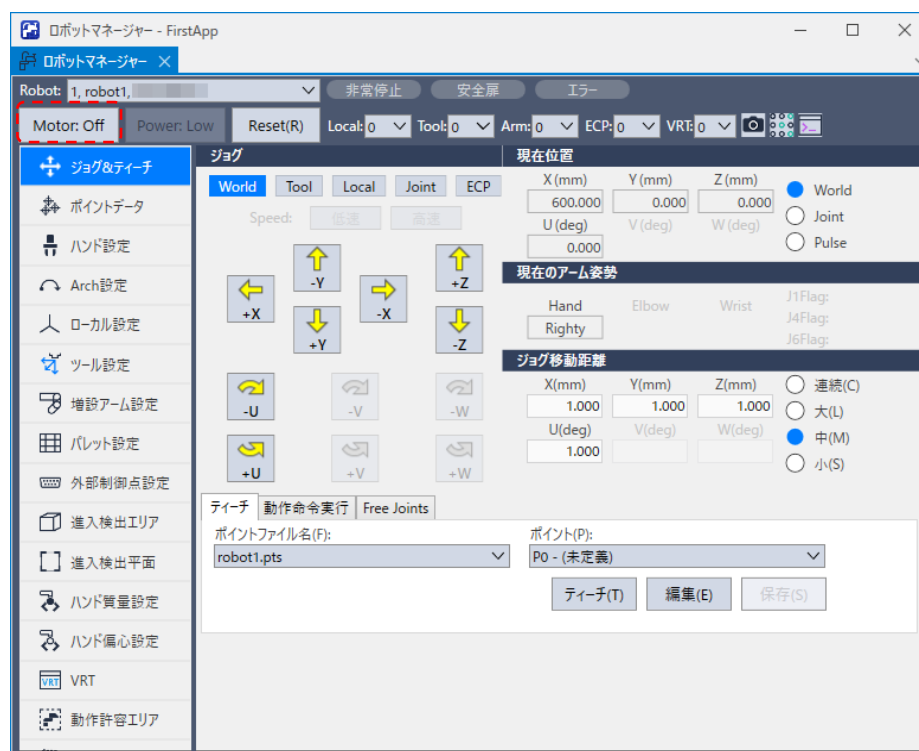 ロボットマネージャー - FirstApp
ロボットマネージャー
Robot: 1, robot1, 非常停止 安全扉 エラー
Motor: Off Power: Low Reset(R) Local: 0 Tool: 0 Arm: 0 ECP: 0 VRT: 0
ジョグ&ティーチ
ポイントデータ
ハンド設定
Arch設定
ローカル設定
ツール設定
増設アーム設定
パレット設定
外部制御点設定
進入検出エリア
進入検出平面
ハンド質量設定
ハンド偏心設定
VRT VRT
動作許容エリア
ジョグ
World Tool Local Joint ECP
Speed: 低速 高速
-Y +Z
+X -X
+Y -Z
-U -V -W
+U +V +W
現在位置
X (mm) Y (mm) Z (mm)
600.000 0.000 0.000
U (deg) V (deg) W (deg)
0.000
World
Joint
Pulse
現在のアーム姿勢
Hand Elbow Wrist
Righty
J1Flag:
J4Flag:
J6Flag:
ジョグ移動距離
X(mm) Y(mm) Z(mm)
1.000 1.000 1.000
U(deg) V(deg) W(deg)
1.000
連続(C)
大(L)
中(M)
小(S)
ティーチ 動作命令実行 Free Joints
ポイントファイル名(F): ポイント(P):
robot1.pts P0 - (未定義)
ティーチ(T) 編集(E) 保存(S)